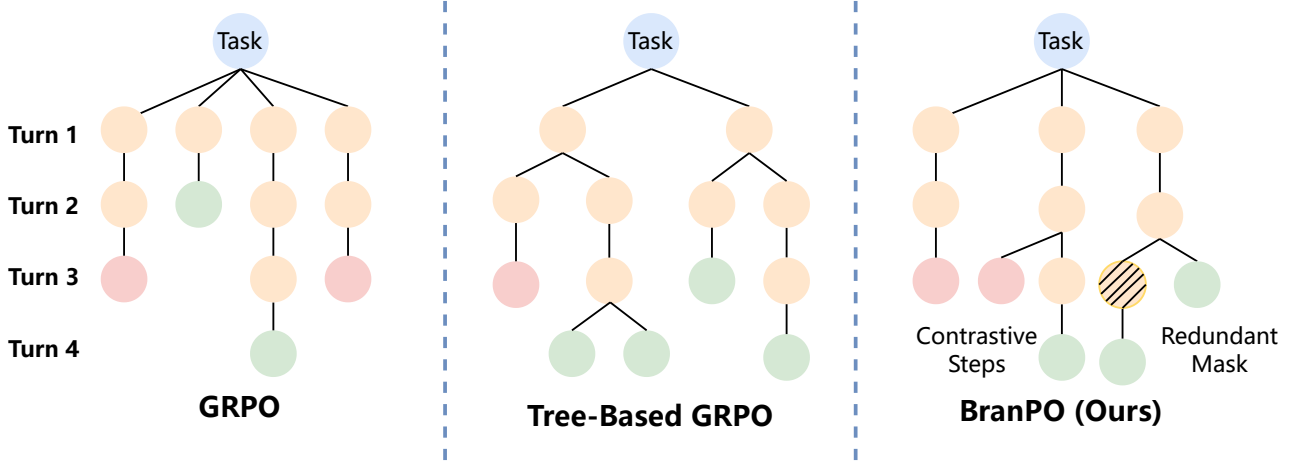 Task
Task
Task
Turn 1
Turn 2
Turn 3
Turn 4
Contrastive
Steps
Redundant
Mask
GRPO
Tree-Based GRPO
BranPO (Ours)